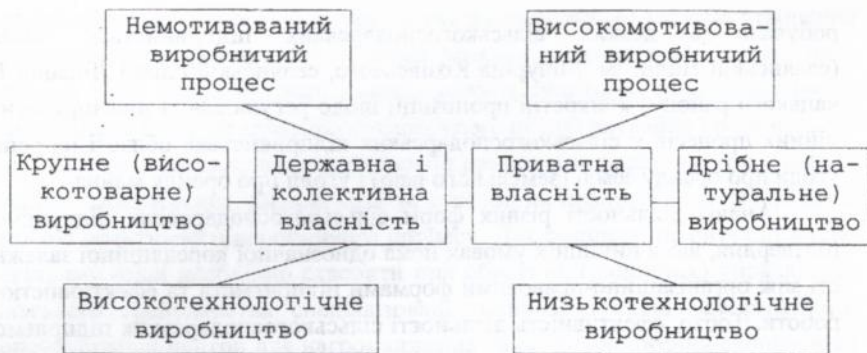 Немотивований
виробничий
процес
Високомотивова-
ний виробничий
процес
Крупне (висо-
котоварне)
виробництво
Державна
колективна
власність
Приватна
власність
Дрібне (на-
туральне)
виробництво
Високотехнологічне
виробництво
Низькотехнологічне
виробництво